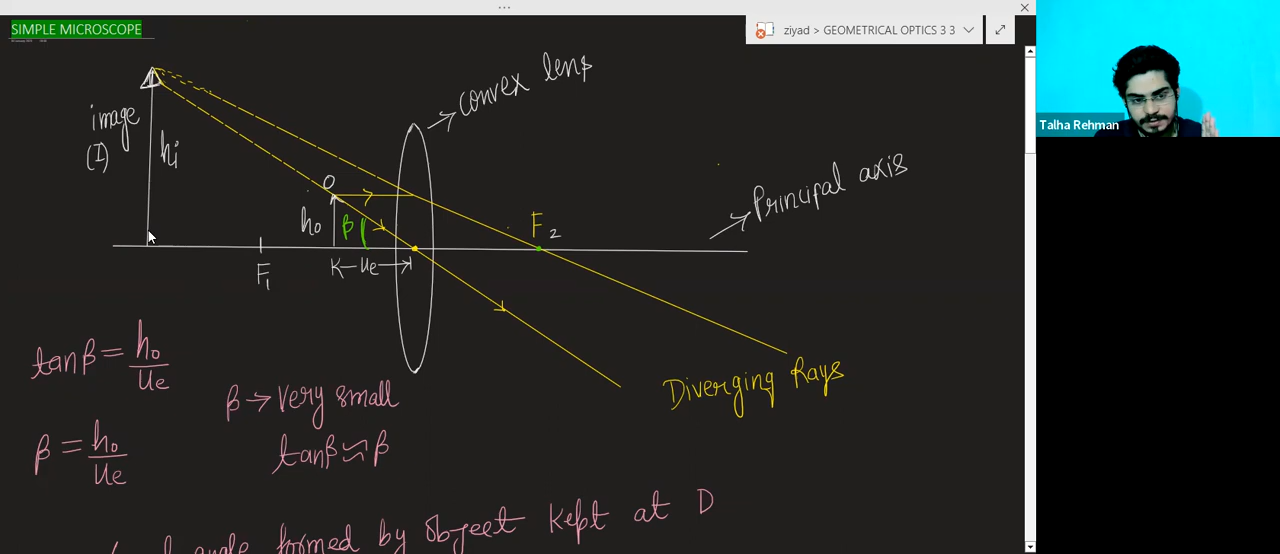 SIMPLE MICROSCOPE
ziyad > GEOMETRICAL OPTICS 3 3
Talha Rehman
convex lens
image
(I)
hi
O
ho
β
F2
Principal axis
F1
ue
tanβ = ho/ue
β → Very small
Diverging Rays
β = ho/ue
tanβ ≈ β
angle formed by object kept at D